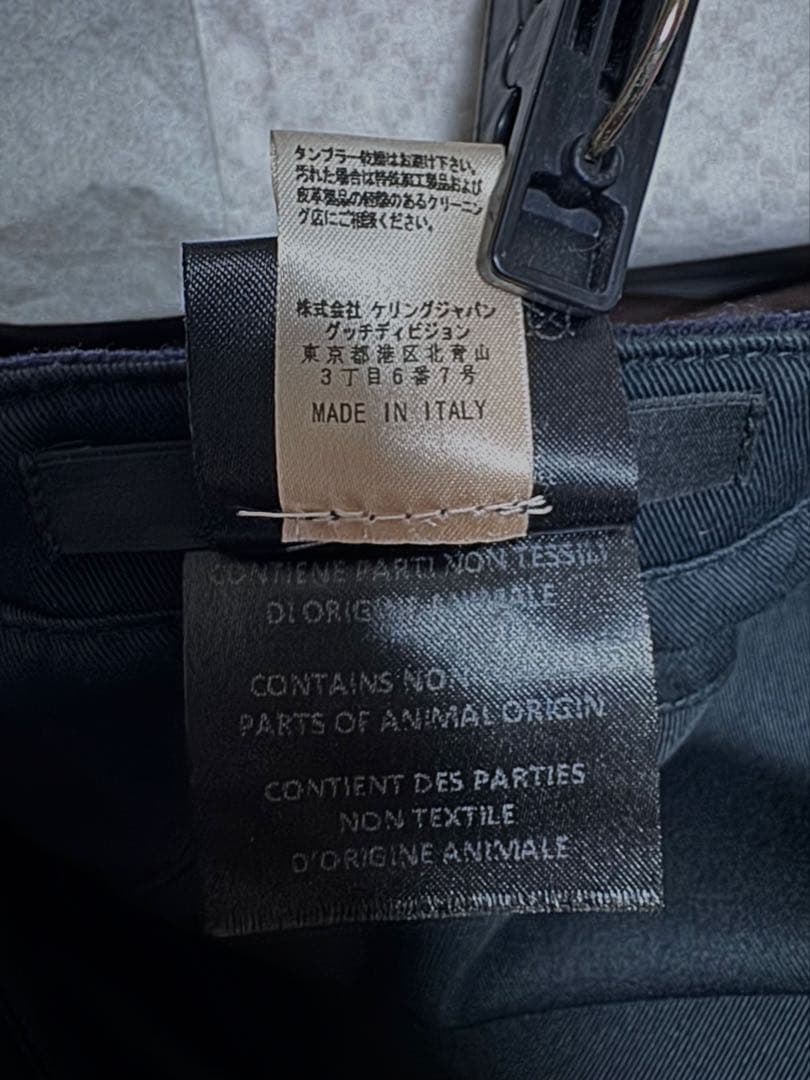 タンブラー乾燥はお避け下さい。
汚れた場合は特殊加工製品および
皮革製品の経験のあるクリーニン
グ店にご相談ください。
株式会社 ケリングジャパン
グッチディビジョン
東京都港区北青山
3丁目6番7号
MADE IN ITALY
CONTIENE PARTI NON TESSILI
DI ORIGINE ANIMALE
CONTAINS NON
PARTS OF ANIMAL ORIGIN
CONTIENT DES PARTIES
NON TEXTILE
D'ORIGINE ANIMALE